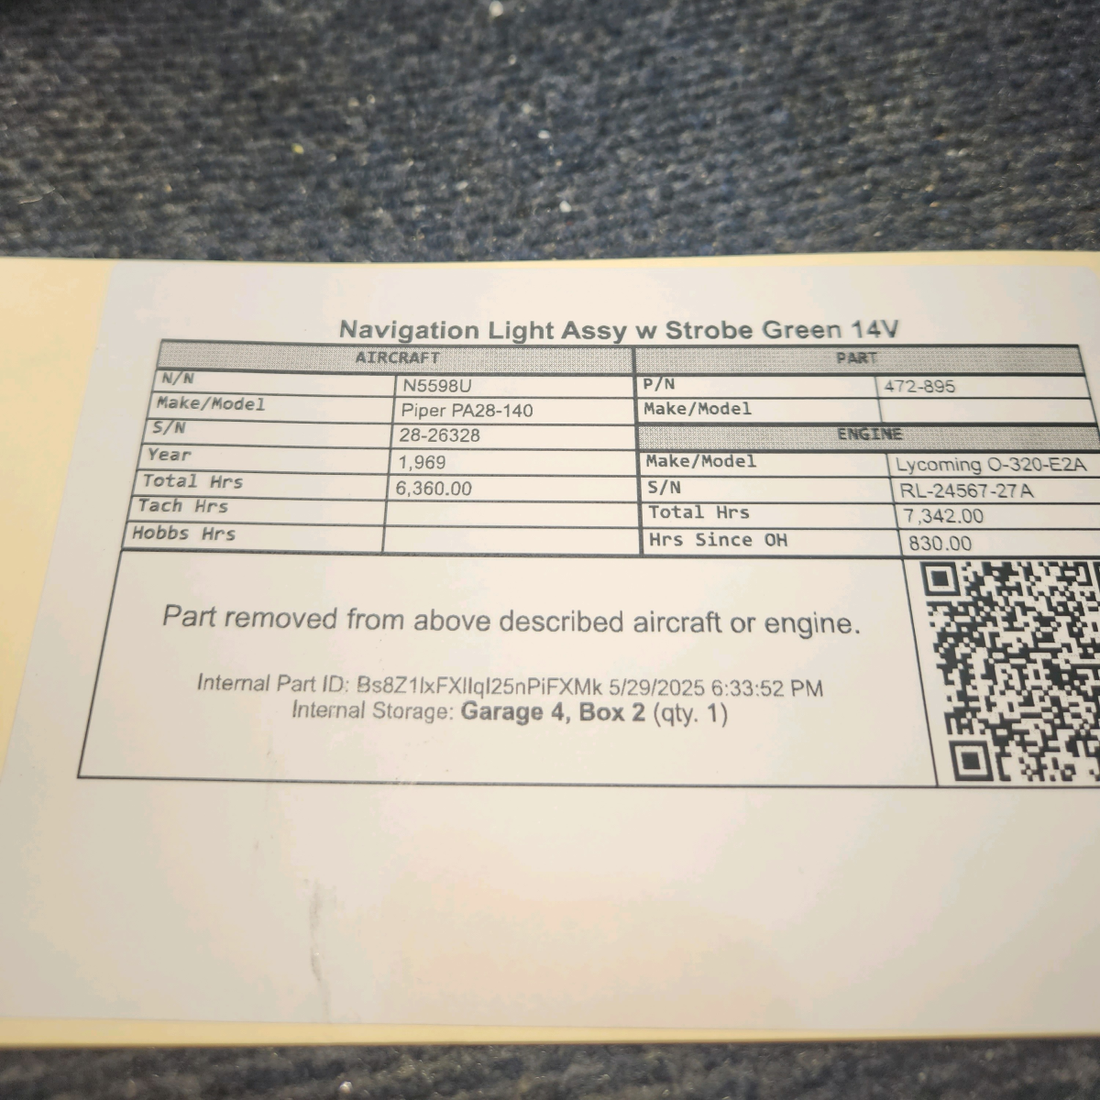 Navigation Light Assy w Strobe Green 14V
AIRCRAFT PART
N/N N5598U P/N 472-895
Make/Model Piper PA28-140 Make/Model
S/N 28-26328 ENGINE
Year 1,969 Make/Model Lycoming O-320-E2A
Total Hrs 6,360.00 S/N RL-24567-27A
Tach Hrs Total Hrs 7,342.00
Hobbs Hrs Hrs Since OH 830.00
Part removed from above described aircraft or engine.
Internal Part ID: 5/29/2025 6:33:52 PM
Internal Storage: Garage 4, Box 2 (qty. 1)